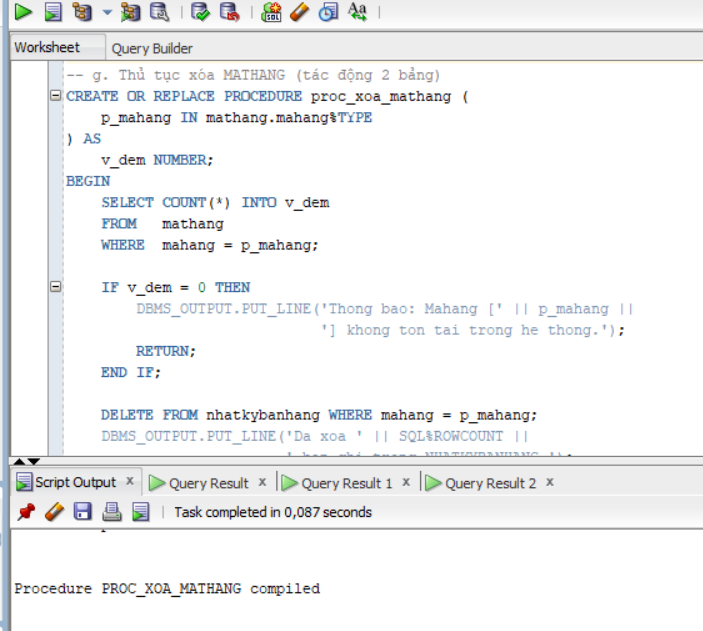 Worksheet Query Builder
-- g. Thủ tục xóa MATHANG (tác động 2 bảng)
CREATE OR REPLACE PROCEDURE proc_xoa_mathang (
p_mahang IN mathang.mahang%TYPE
) AS
v_dem NUMBER;
BEGIN
SELECT COUNT(*) INTO v_dem
FROM mathang
WHERE mahang = p_mahang;
IF v_dem = 0 THEN
DBMS_OUTPUT.PUT_LINE('Thong bao: Mahang [' || p_mahang ||
'] khong ton tai trong he thong.');
RETURN;
END IF;
DELETE FROM nhatkybanhang WHERE mahang = p_mahang;
DBMS_OUTPUT.PUT_LINE('Da xoa ' || SQL%ROWCOUNT ||
Script Output x Query Result x Query Result 1 x Query Result 2 x
Task completed in 0,087 seconds
Procedure PROC_XOA_MATHANG compiled